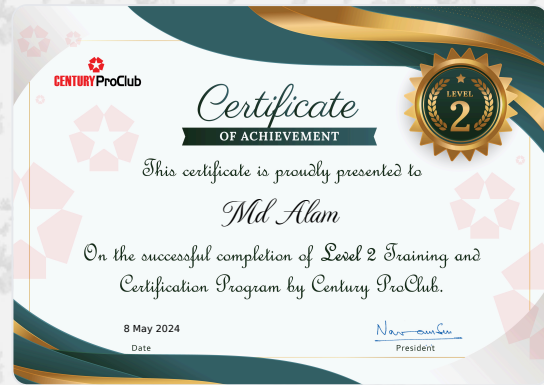 CENTURY ProClub
Certificate
OF ACHIEVEMENT
LEVEL
2
This certificate is proudly presented to
Md Alam
On the successful completion of Level 2 Training and
Certification Program by Century ProClub.
8 May 2024
Date
President